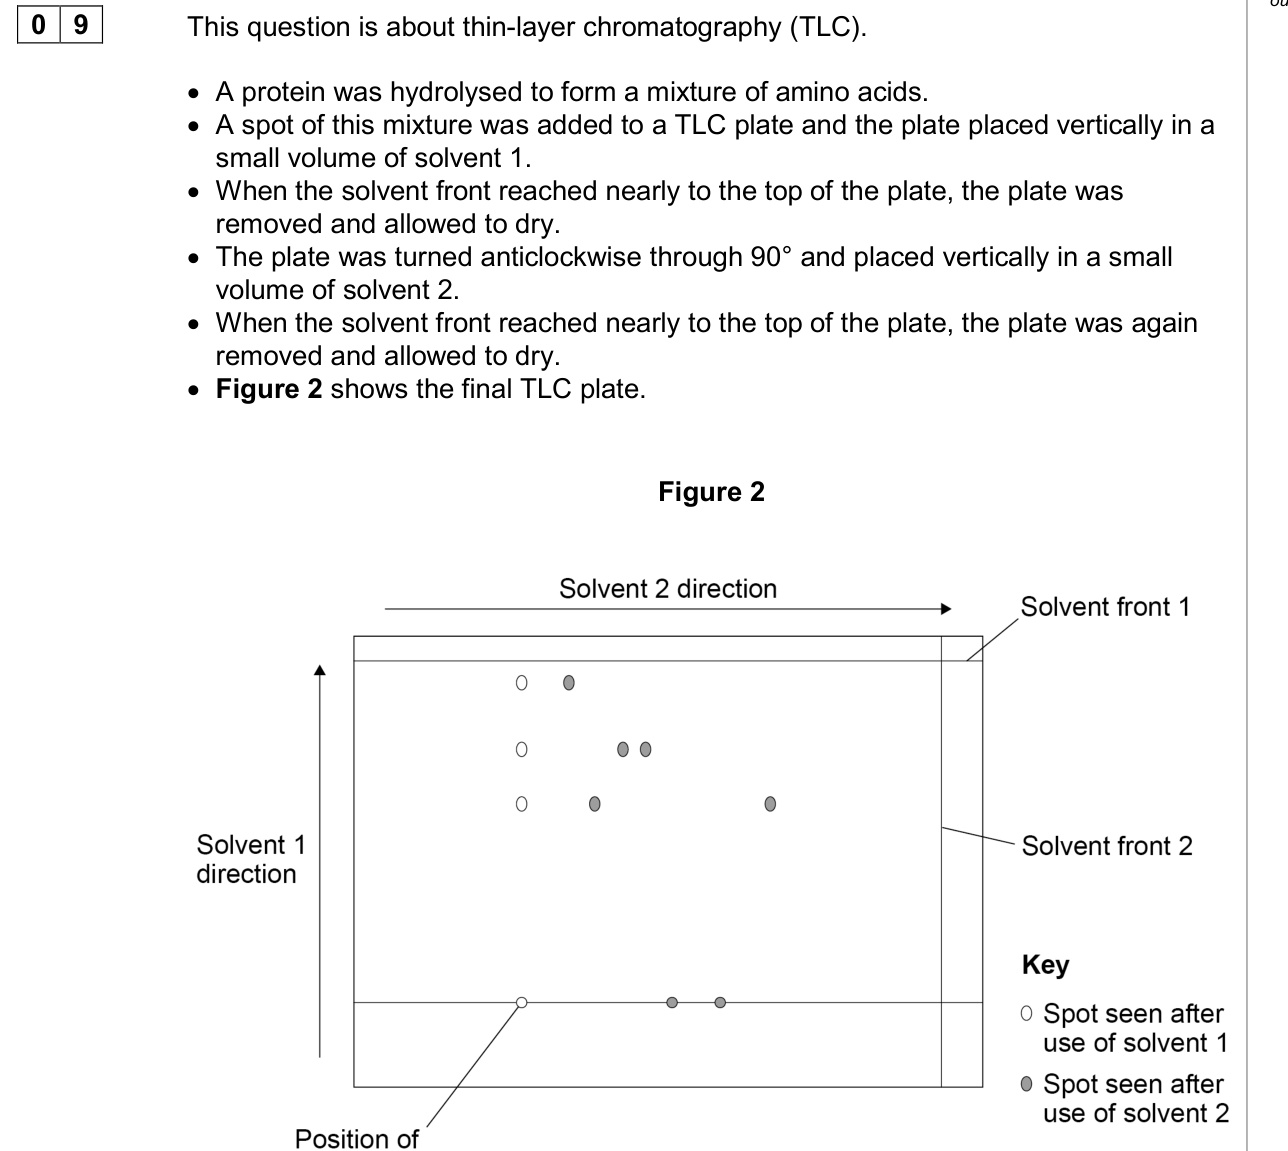 0 9
This question is about thin-layer chromatography (TLC).
• A protein was hydrolysed to form a mixture of amino acids.
• A spot of this mixture was added to a TLC plate and the plate placed vertically in a
small volume of solvent 1.
• When the solvent front reached nearly to the top of the plate, the plate was
removed and allowed to dry.
• The plate was turned anticlockwise through 90° and placed vertically in a small
volume of solvent 2.
• When the solvent front reached nearly to the top of the plate, the plate was again
removed and allowed to dry.
• Figure 2 shows the final TLC plate.
Figure 2
Solvent 2 direction
Solvent front 1
Solvent 1
direction
Solvent front 2
Key
Spot seen after
use of solvent 1
Spot seen after
use of solvent 2
Position of